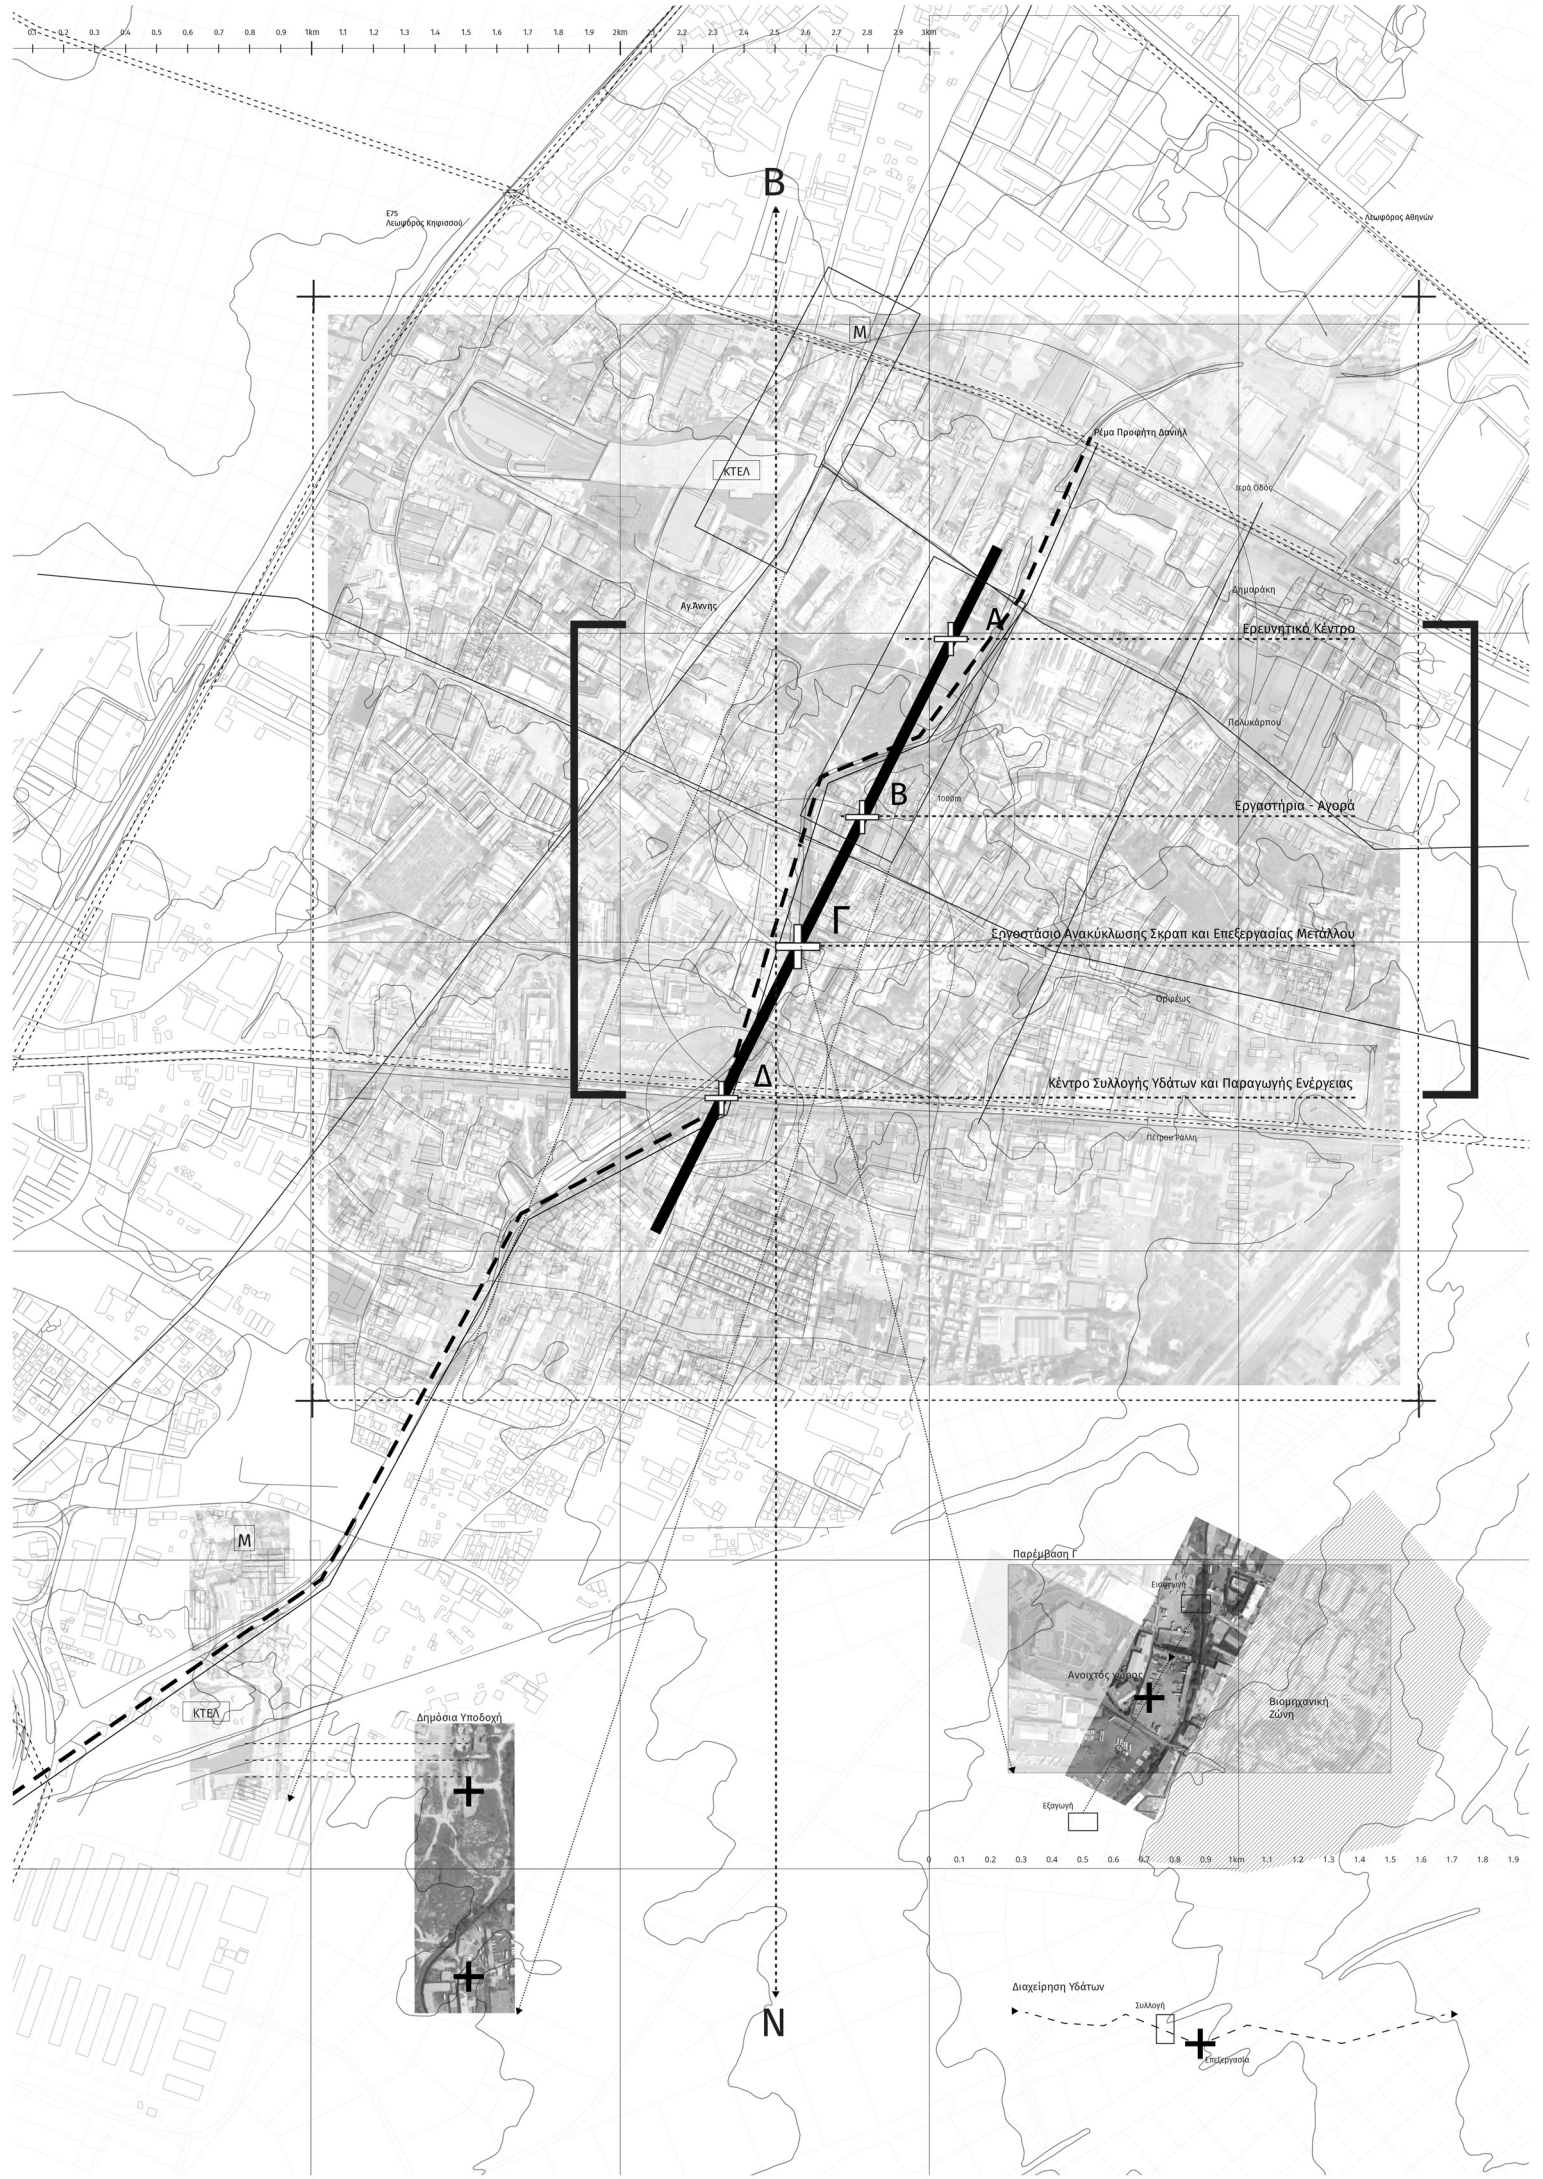 0.1 0.2 0.3 0.4 0.5 0.6 0.7 0.8 0.9 1km 1.1 1.2 1.3 1.4 1.5 1.6 1.7 1.8 1.9 2km 2.1 2.2 2.3 2.4 2.5 2.6 2.7 2.8 2.9 3km
Β
E75
Λεωφόρος Κηφισσού
Λεωφόρος Αθηνών
M
Ρέμα Προφήτη Δανιήλ
ΚΤΕΛ
Ιερά Οδός
Δημαράκη
Αγ.Άννης
Α
Ερευνητικό Κέντρο
Πολυκάρπου
Β
1000m
Εργαστήρια - Αγορά
Γ
Εργοστάσιο Ανακύκλωσης Σκραπ και Επεξεργασίας Μετάλλου
Ορφέως
Δ
Κέντρο Συλλογής Υδάτων και Παραγωγής Ενέργειας
Πέτρου Ράλλη
M
Παρέμβαση Γ
Εισαγωγή
Ανοιχτός χώρος
Βιομηχανική
Ζώνη
ΚΤΕΛ
Δημόσια Υποδοχή
Εξαγωγή
0 0.1 0.2 0.3 0.4 0.5 0.6 0.7 0.8 0.9 1km 1.1 1.2 1.3 1.4 1.5 1.6 1.7 1.8 1.9
Διαχείρηση Υδάτων
Συλλογή
Ν
Επεξεργασία